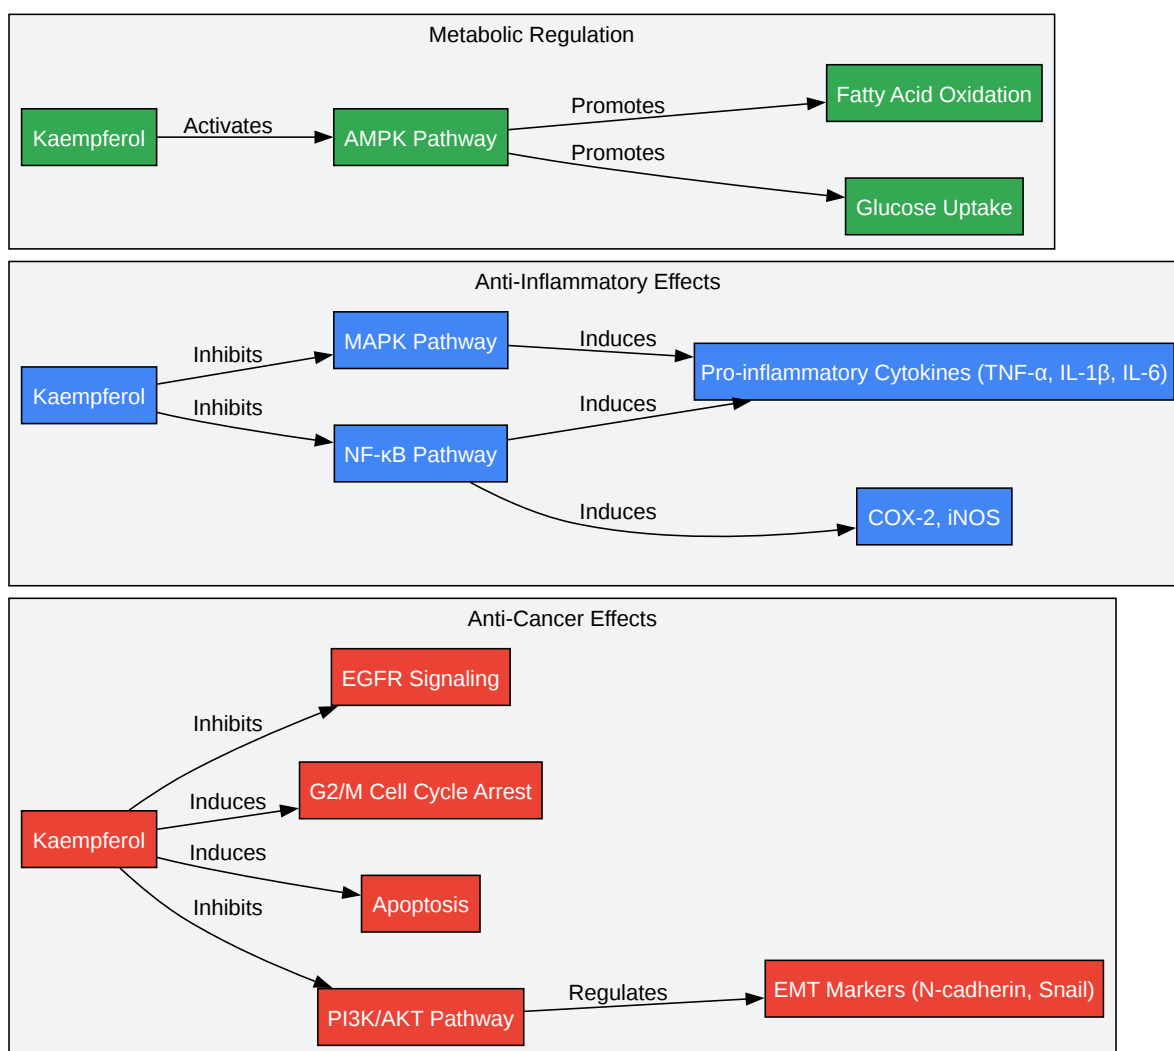 Metabolic Regulation
Kaempferol
Activates
AMPK Pathway
Promotes
Fatty Acid Oxidation
Promotes
Glucose Uptake
Anti-Inflammatory Effects
Kaempferol
Inhibits
MAPK Pathway
Induces
Pro-inflammatory Cytokines (TNF-α, IL-1β, IL-6)
Inhibits
NF-κB Pathway
Induces
Induces
COX-2, iNOS
Anti-Cancer Effects
EGFR Signaling
Inhibits
G2/M Cell Cycle Arrest
Induces
Kaempferol
Induces
Apoptosis
Inhibits
PI3K/AKT Pathway
Regulates
EMT Markers (N-cadherin, Snail)